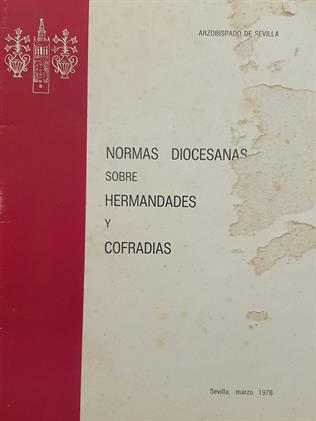 ARZOBISPADO DE SEVILLA
NORMAS DIOCESANAS
SOBRE
HERMANDADES
Y
COFRADIAS
Sevilla, marzo 1976